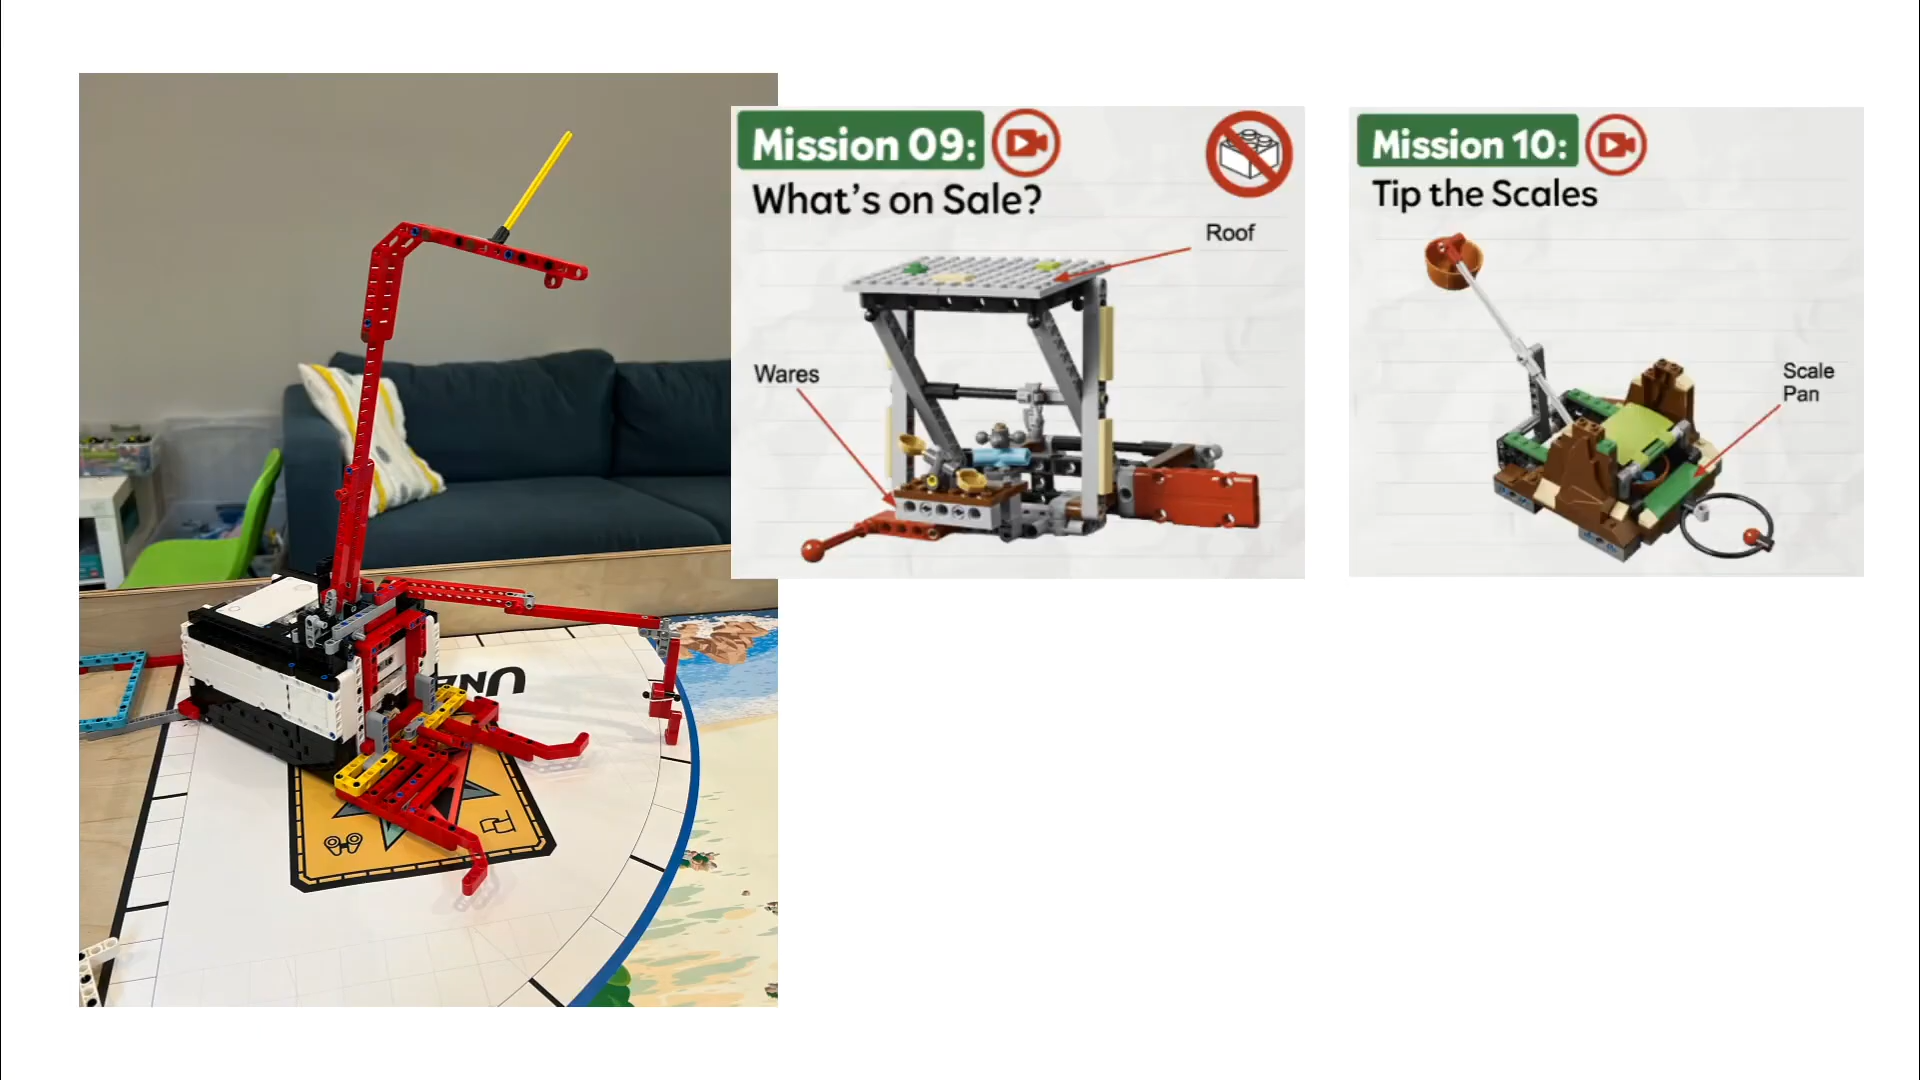 Mission 09:
What's on Sale?
Roof
Wares
Mission 10:
Tip the Scales
Scale
Pan